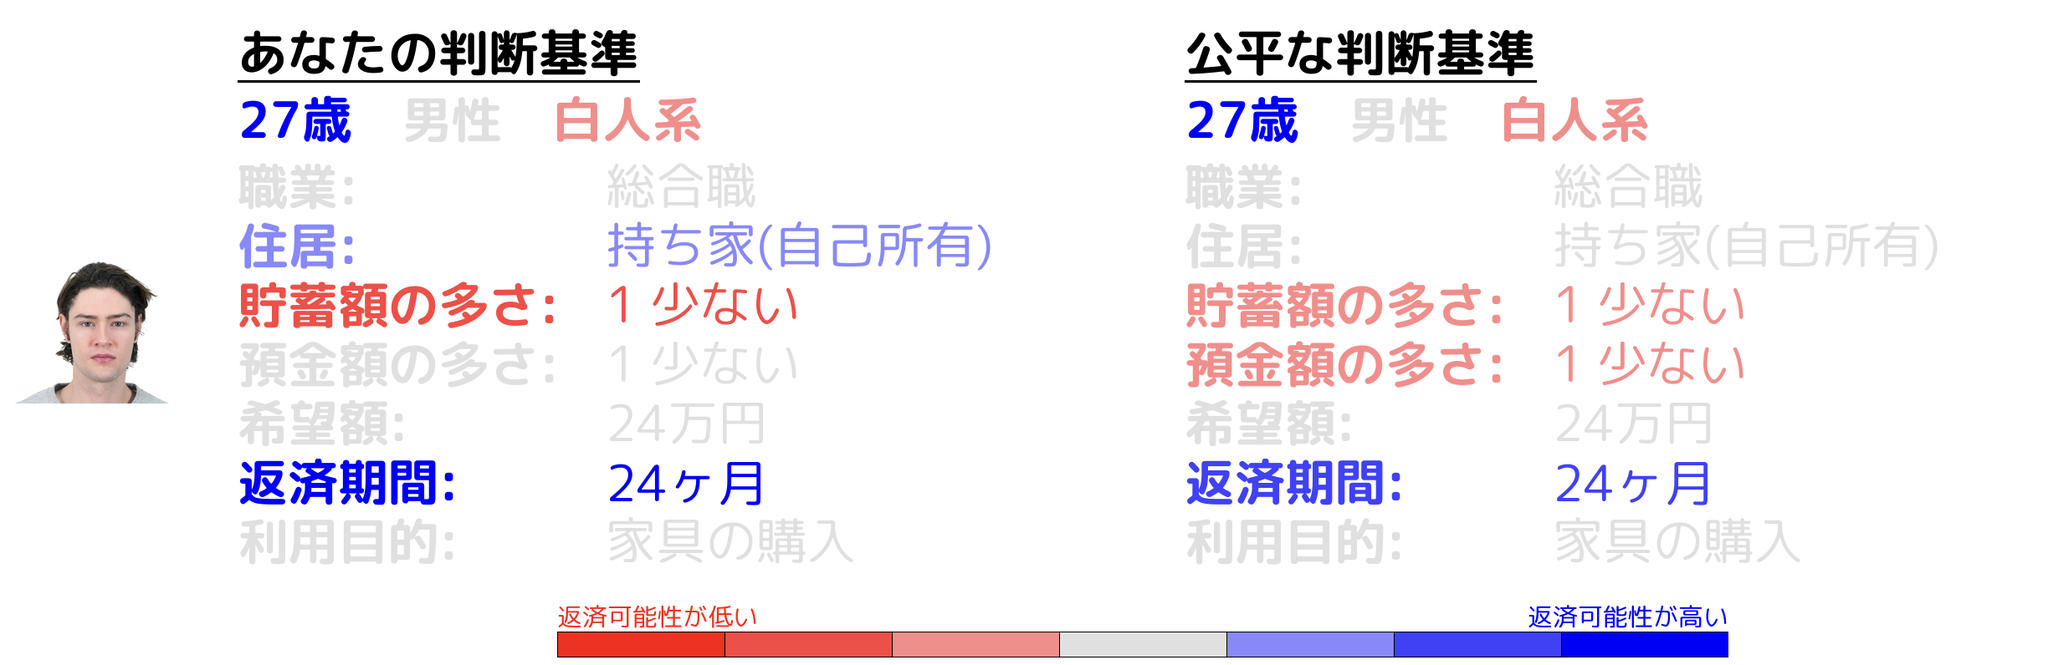 あなたの判断基準
27歳 男性 白人系
職業: 総合職
住居: 持ち家(自己所有)
貯蓄額の多さ: 1 少ない
預金額の多さ: 1 少ない
希望額: 24万円
返済期間: 24ヶ月
利用目的: 家具の購入
公平な判断基準
27歳 男性 白人系
職業: 総合職
住居: 持ち家(自己所有)
貯蓄額の多さ: 1 少ない
預金額の多さ: 1 少ない
希望額: 24万円
返済期間: 24ヶ月
利用目的: 家具の購入
返済可能性が低い 返済可能性が高い